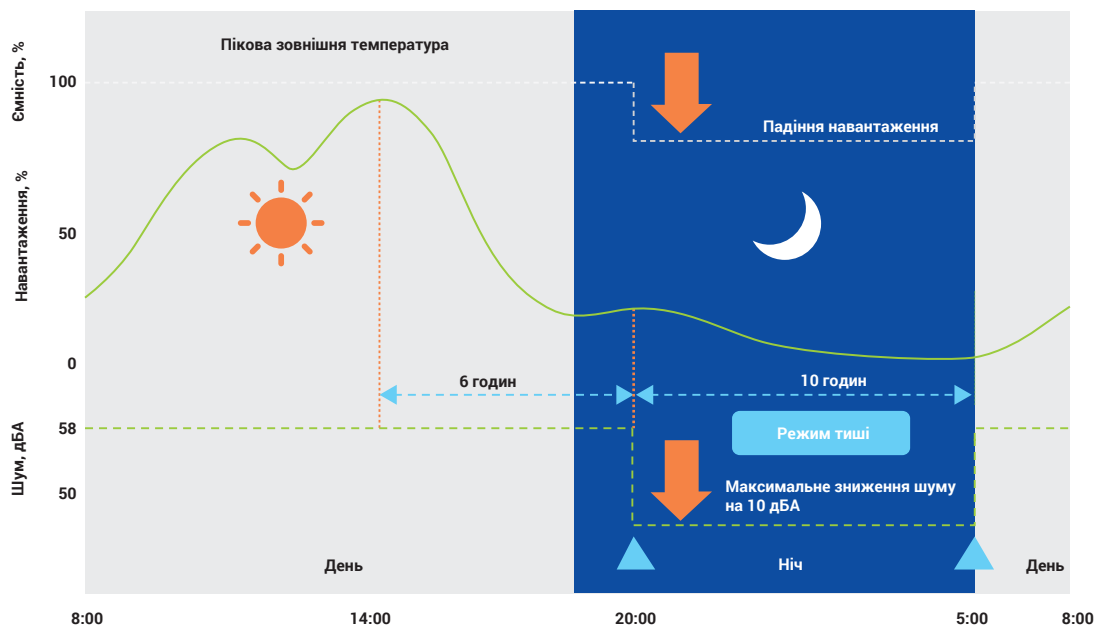 Пікова зовнішня температура
Ємність, %
100
Падіння навантаження
Навантаження, %
50
0
6 годин
10 годин
Шум, дБА
58
Режим тиші
50
Максимальне зниження шуму
на 10 дБА
День
Ніч
День
8:00
14:00
20:00
5:00
8:00